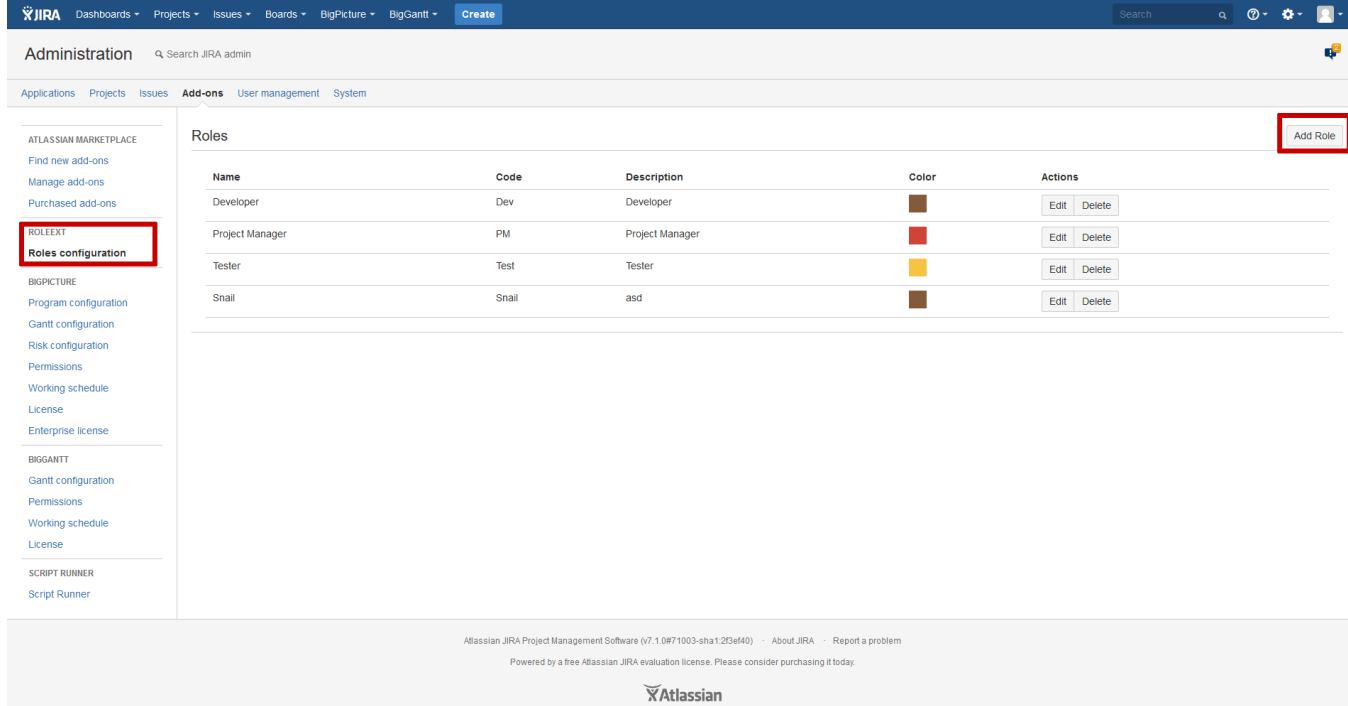 JIRA Dashboards Projects Issues Boards BigPicture BigGantt Create Search
Administration Search JIRA admin
2
Applications Projects Issues Add-ons User management System
ATLASSIAN MARKETPLACE
Find new add-ons
Manage add-ons
Purchased add-ons
ROLEEXT
Roles configuration
BIGPICTURE
Program configuration
Gantt configuration
Risk configuration
Permissions
Working schedule
License
Enterprise license
BIGGANTT
Gantt configuration
Permissions
Working schedule
License
SCRIPT RUNNER
Script Runner
Roles Add Role
Name Code Description Color Actions
Developer Dev Developer Edit Delete
Project Manager PM Project Manager Edit Delete
Tester Test Tester Edit Delete
Snail Snail asd Edit Delete
Atlassian JIRA Project Management Software (v7.1.0#71003-sha1:2f3ef40) · About JIRA · Report a problem
Powered by a free Atlassian JIRA evaluation license. Please consider purchasing it today.
Atlassian